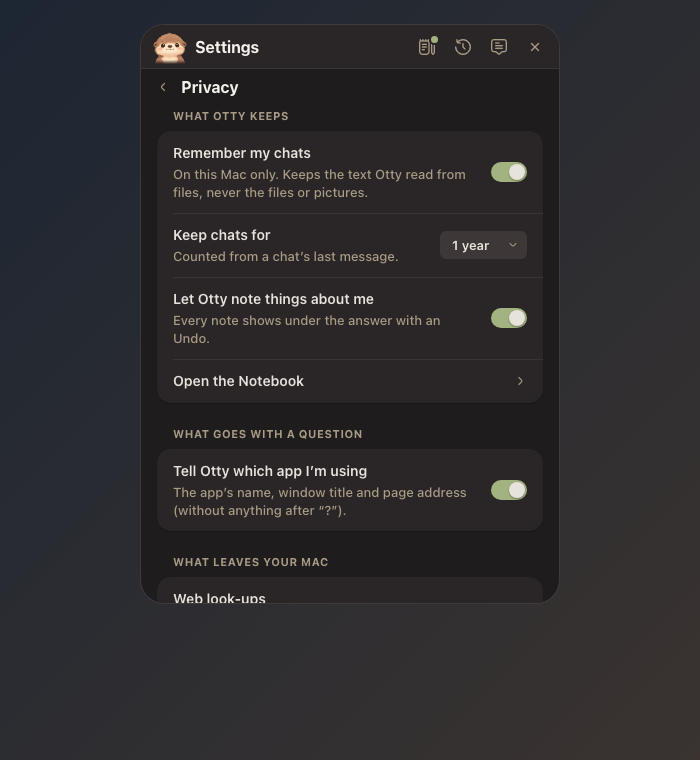 Settings
Privacy
WHAT OTTY KEEPS
Remember my chats
On this Mac only. Keeps the text Otty read from
files, never the files or pictures.
Keep chats for
1 year
Counted from a chat’s last message.
Let Otty note things about me
Every note shows under the answer with an
Undo.
Open the Notebook
WHAT GOES WITH A QUESTION
Tell Otty which app I’m using
The app’s name, window title and page address
(without anything after “?”).
WHAT LEAVES YOUR MAC
Web look-ups